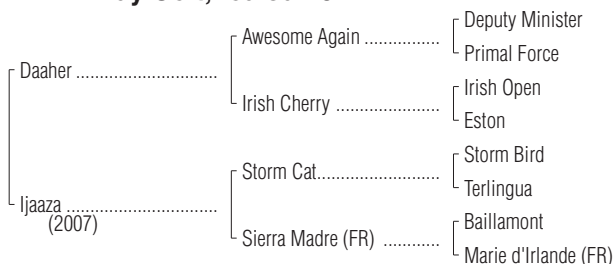 Deputy Minister
Awesome Again ..................
Primal Force
Daaher ..................................
Irish Open
Irish Cherry .........................
Eston
Storm Bird
Storm Cat..............................
Terlingua
Ijaaza ....................................
(2007)
Baillamont
Sierra Madre (FR) ..............
Marie d'Irlande (FR)